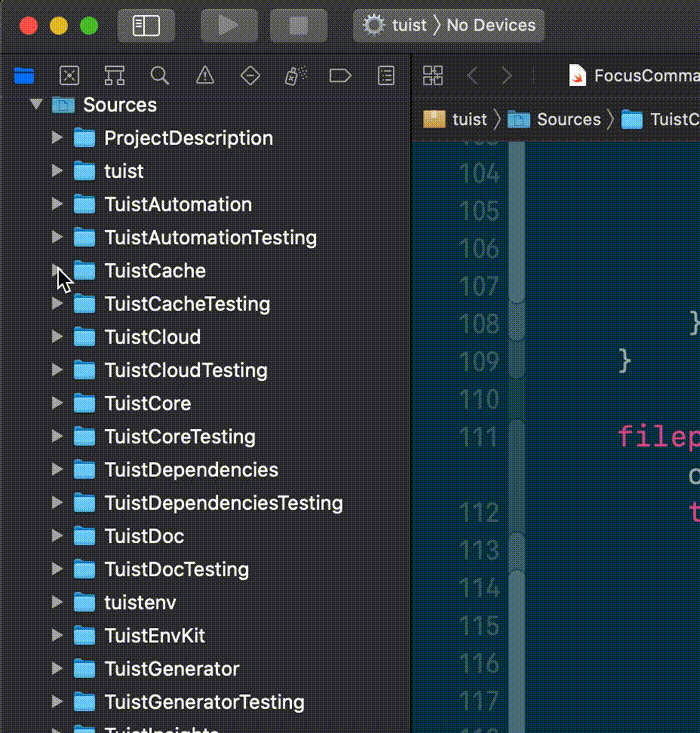 tuist 〉 No Devices
FocusComma
tuist 〉 Sources 〉 TuistC
Sources
ProjectDescription
tuist
TuistAutomation
TuistAutomationTesting
TuistCache
TuistCacheTesting
TuistCloud
TuistCloudTesting
TuistCore
TuistCoreTesting
TuistDependencies
TuistDependenciesTesting
TuistDoc
TuistDocTesting
tuistenv
TuistEnvKit
TuistGenerator
TuistGeneratorTesting
TuistInsights
104
105
106
107
108 }
109 }
110
111 filep
c
112 t
113
114
115
116
117